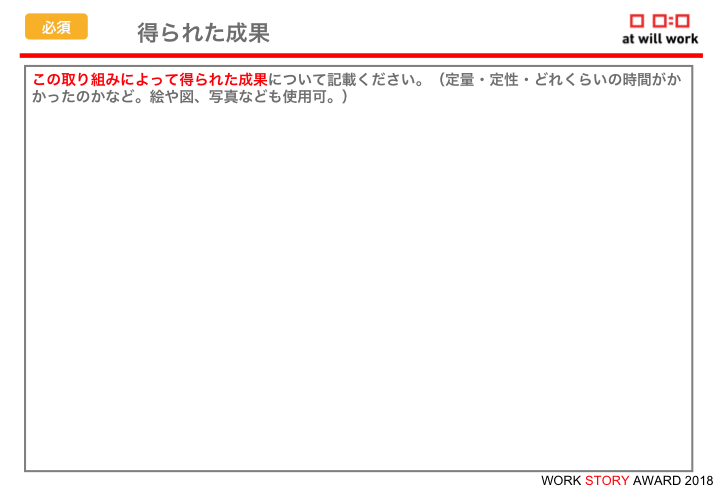 必須
得られた成果
at will work
この取り組みによって得られた成果について記載ください。（定量・定性・どれくらいの時間がか
かったのかなど。絵や図、写真なども使用可。）
WORK STORY AWARD 2018